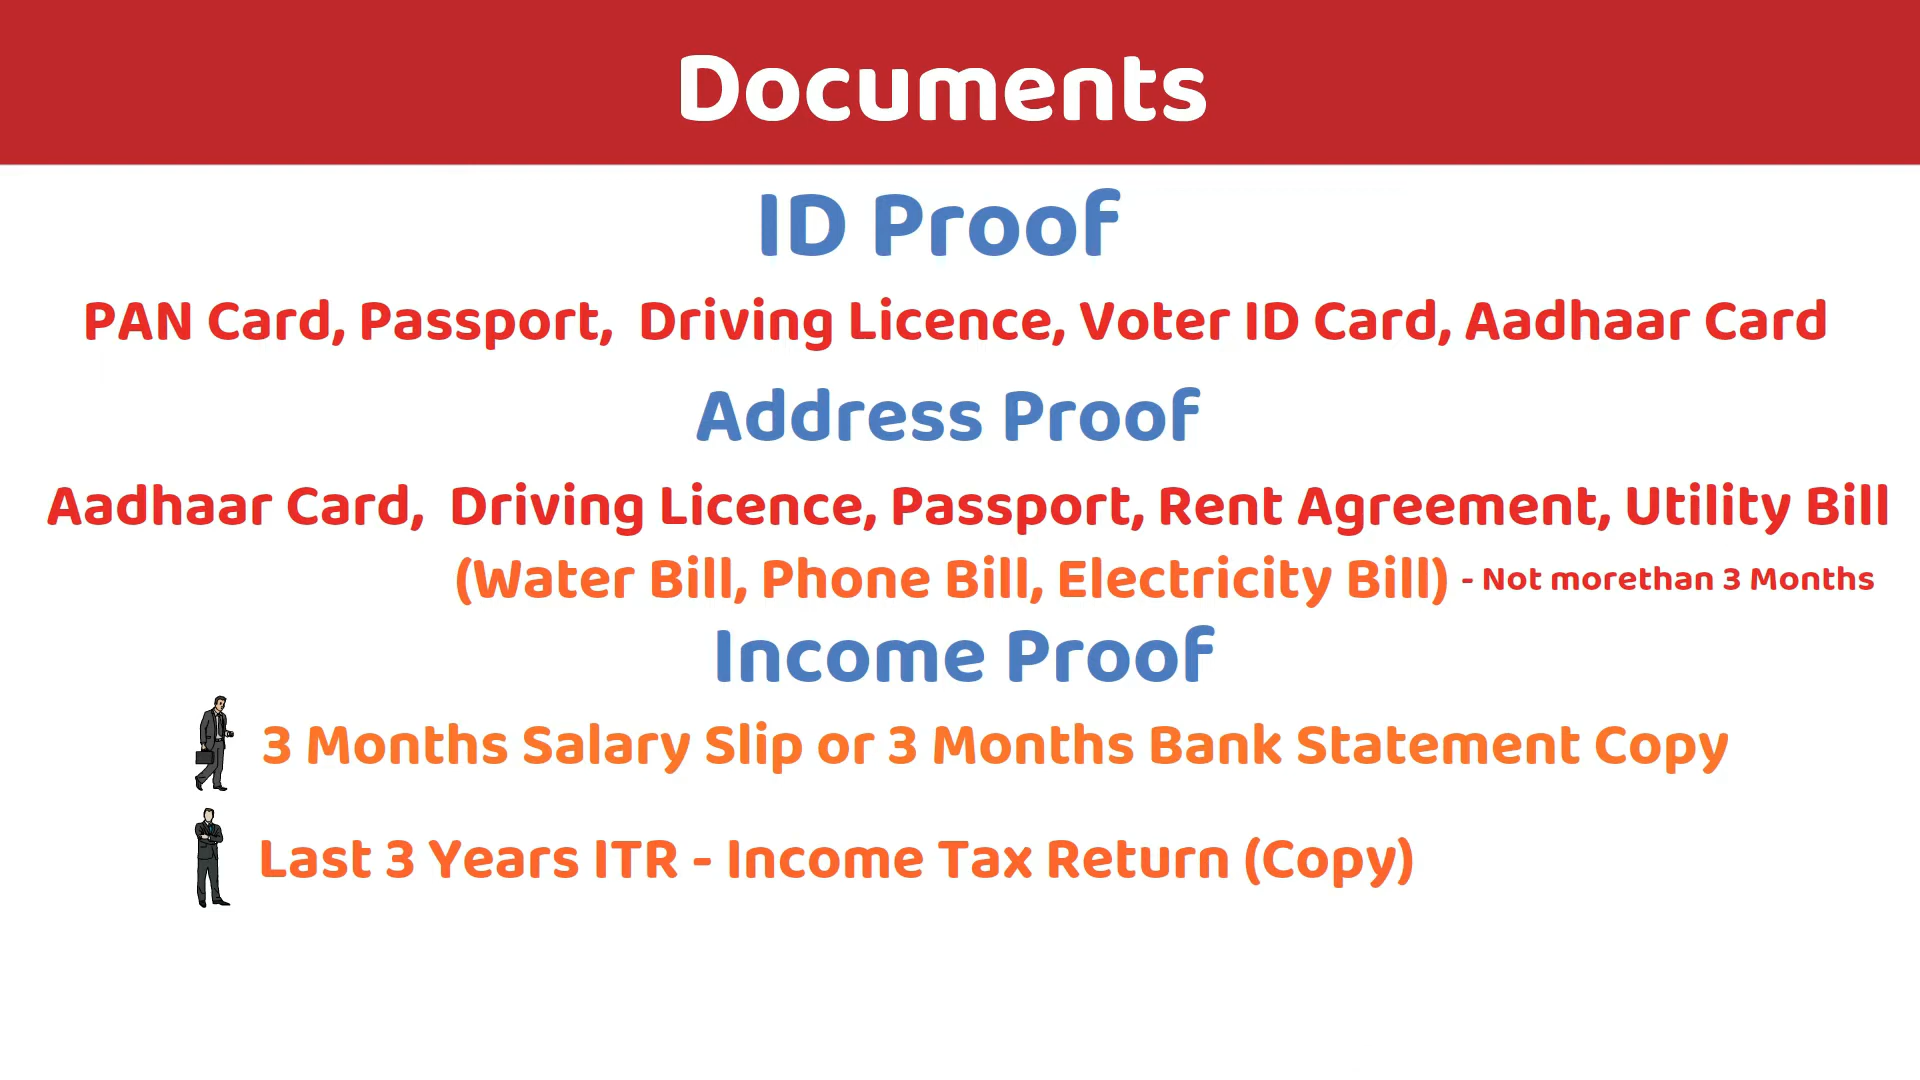 Documents
ID Proof
PAN Card, Passport, Driving Licence, Voter ID Card, Aadhaar Card
Address Proof
Aadhaar Card, Driving Licence, Passport, Rent Agreement, Utility Bill
(Water Bill, Phone Bill, Electricity Bill) - Not morethan 3 Months
Income Proof
3 Months Salary Slip or 3 Months Bank Statement Copy
Last 3 Years ITR - Income Tax Return (Copy)